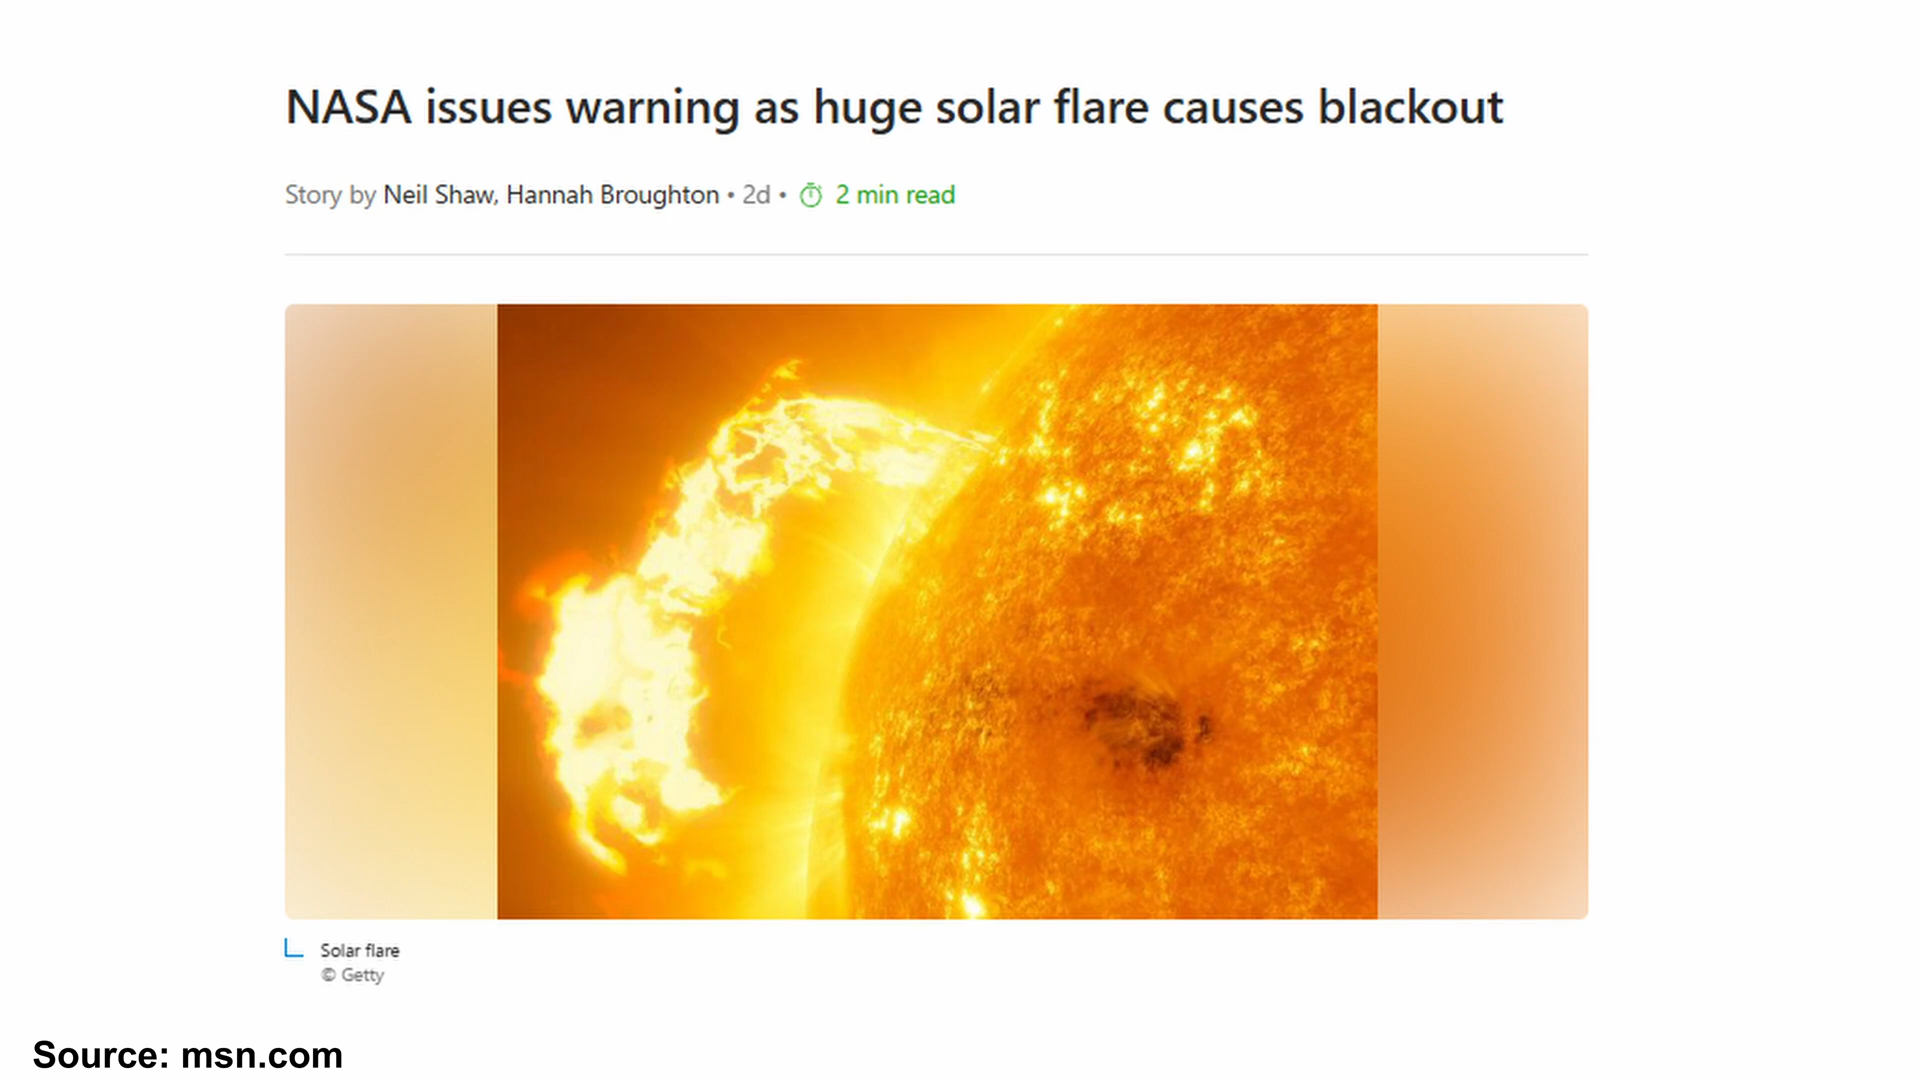 NASA issues warning as huge solar flare causes blackout
Story by Neil Shaw, Hannah Broughton • 2d • 2 min read
Solar flare
© Getty
Source: msn.com